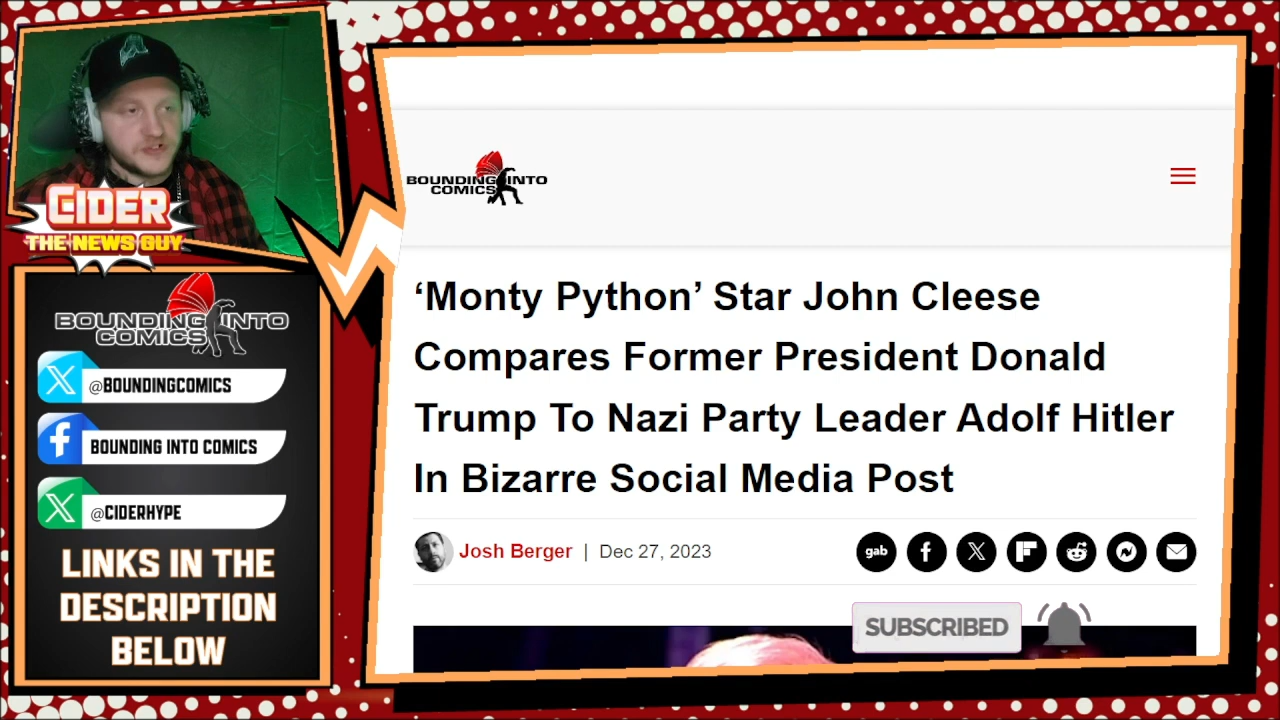 CIDER
THE NEWS GUY
BOUNDING INTO
COMICS
@BOUNDINGCOMICS
BOUNDING INTO COMICS
@CIDERHYPE
LINKS IN THE
DESCRIPTION
BELOW
BOUNDING INTO
COMICS
‘Monty Python’ Star John Cleese
Compares Former President Donald
Trump To Nazi Party Leader Adolf Hitler
In Bizarre Social Media Post
Josh Berger | Dec 27, 2023
gab
SUBSCRIBED